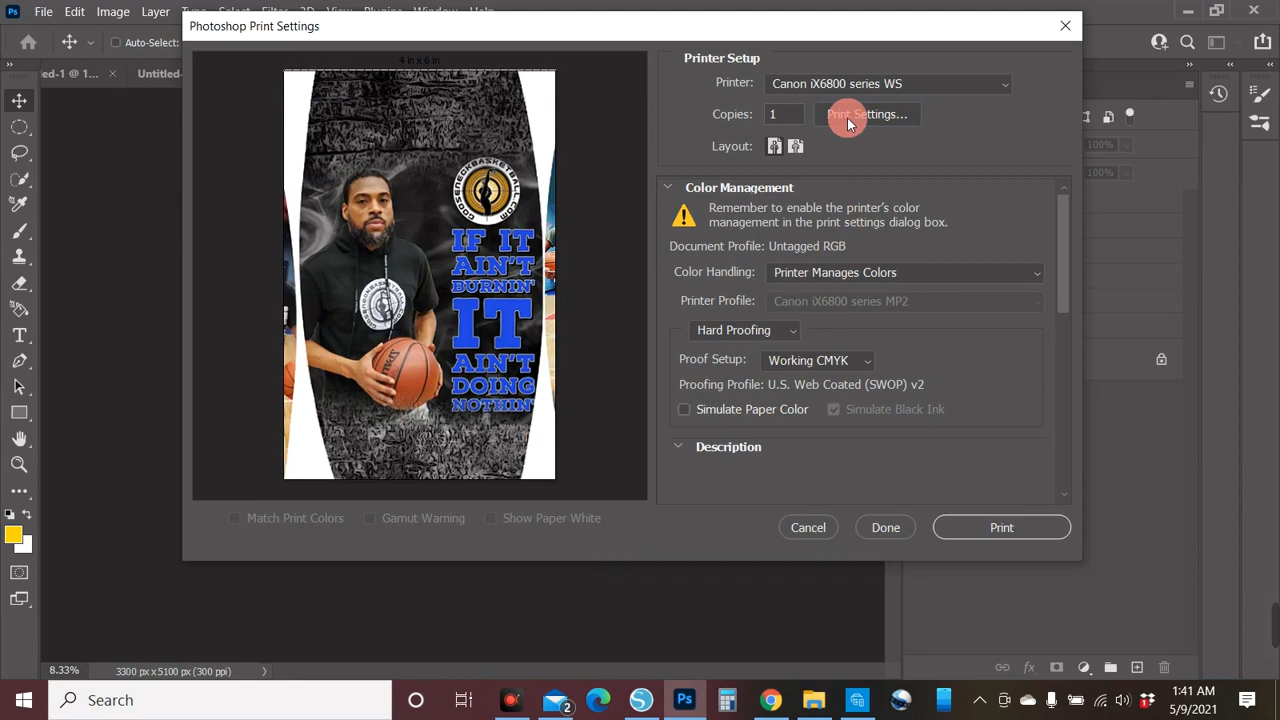 File
Edit
Image
Layer
Type
Select
Filter
3D
View
Plugins
Window
Help
Photoshop Print Settings
Auto-Select:
ed-1 @ 1...
Untitled-
4 in x 6 in
GOOSENECKBASKETBALL.COM
IF IT
AIN'T
BURNIN'
IT
AIN'T
DOING
NOTHIN'
Printer Setup
Printer:
Canon iX6800 series WS
Copies:
1
Print Settings...
Layout:
Color Management
Remember to enable the printer's color
management in the print settings dialog box.
Document Profile: Untagged RGB
Color Handling:
Printer Manages Colors
Printer Profile:
Canon iX6800 series MP2
Hard Proofing
Proof Setup:
Working CMYK
Proofing Profile: U.S. Web Coated (SWOP) v2
Simulate Paper Color
Simulate Black Ink
Description
Match Print Colors
Gamut Warning
Show Paper White
Cancel
Done
Print
100%
100%
fx
8.33%
3300 px x 5100 px (300 ppi)
Search
2
Ps
1:41 AM
5/9/2021